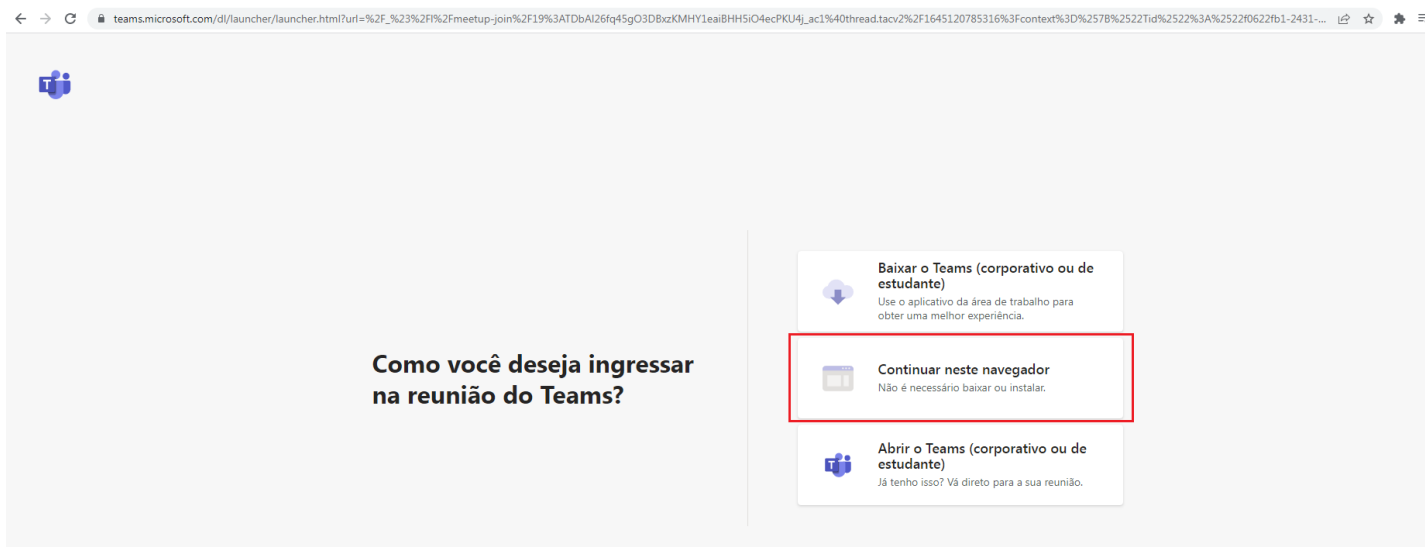 teams.microsoft.com/dl/launcher/launcher.html?url=%2F_%23%2Fl%2Fmeetup-join%2F19%3ATDbAl26fq45gO3DBxzKMHY1eaiBHH5iO4ecPKU4j_ac1%40thread.tacv2%2F1645120785316%3Fcontext%3D%257B%2522Tid%2522%3A%2522f0622fb1-2431-...
T
Baixar o Teams (corporativo ou de
estudante)
Use o aplicativo da área de trabalho para
obter uma melhor experiência.
Como você deseja ingressar
na reunião do Teams?
Continuar neste navegador
Não é necessário baixar ou instalar.
T
Abrir o Teams (corporativo ou de
estudante)
Já tenho isso? Vá direto para a sua reunião.